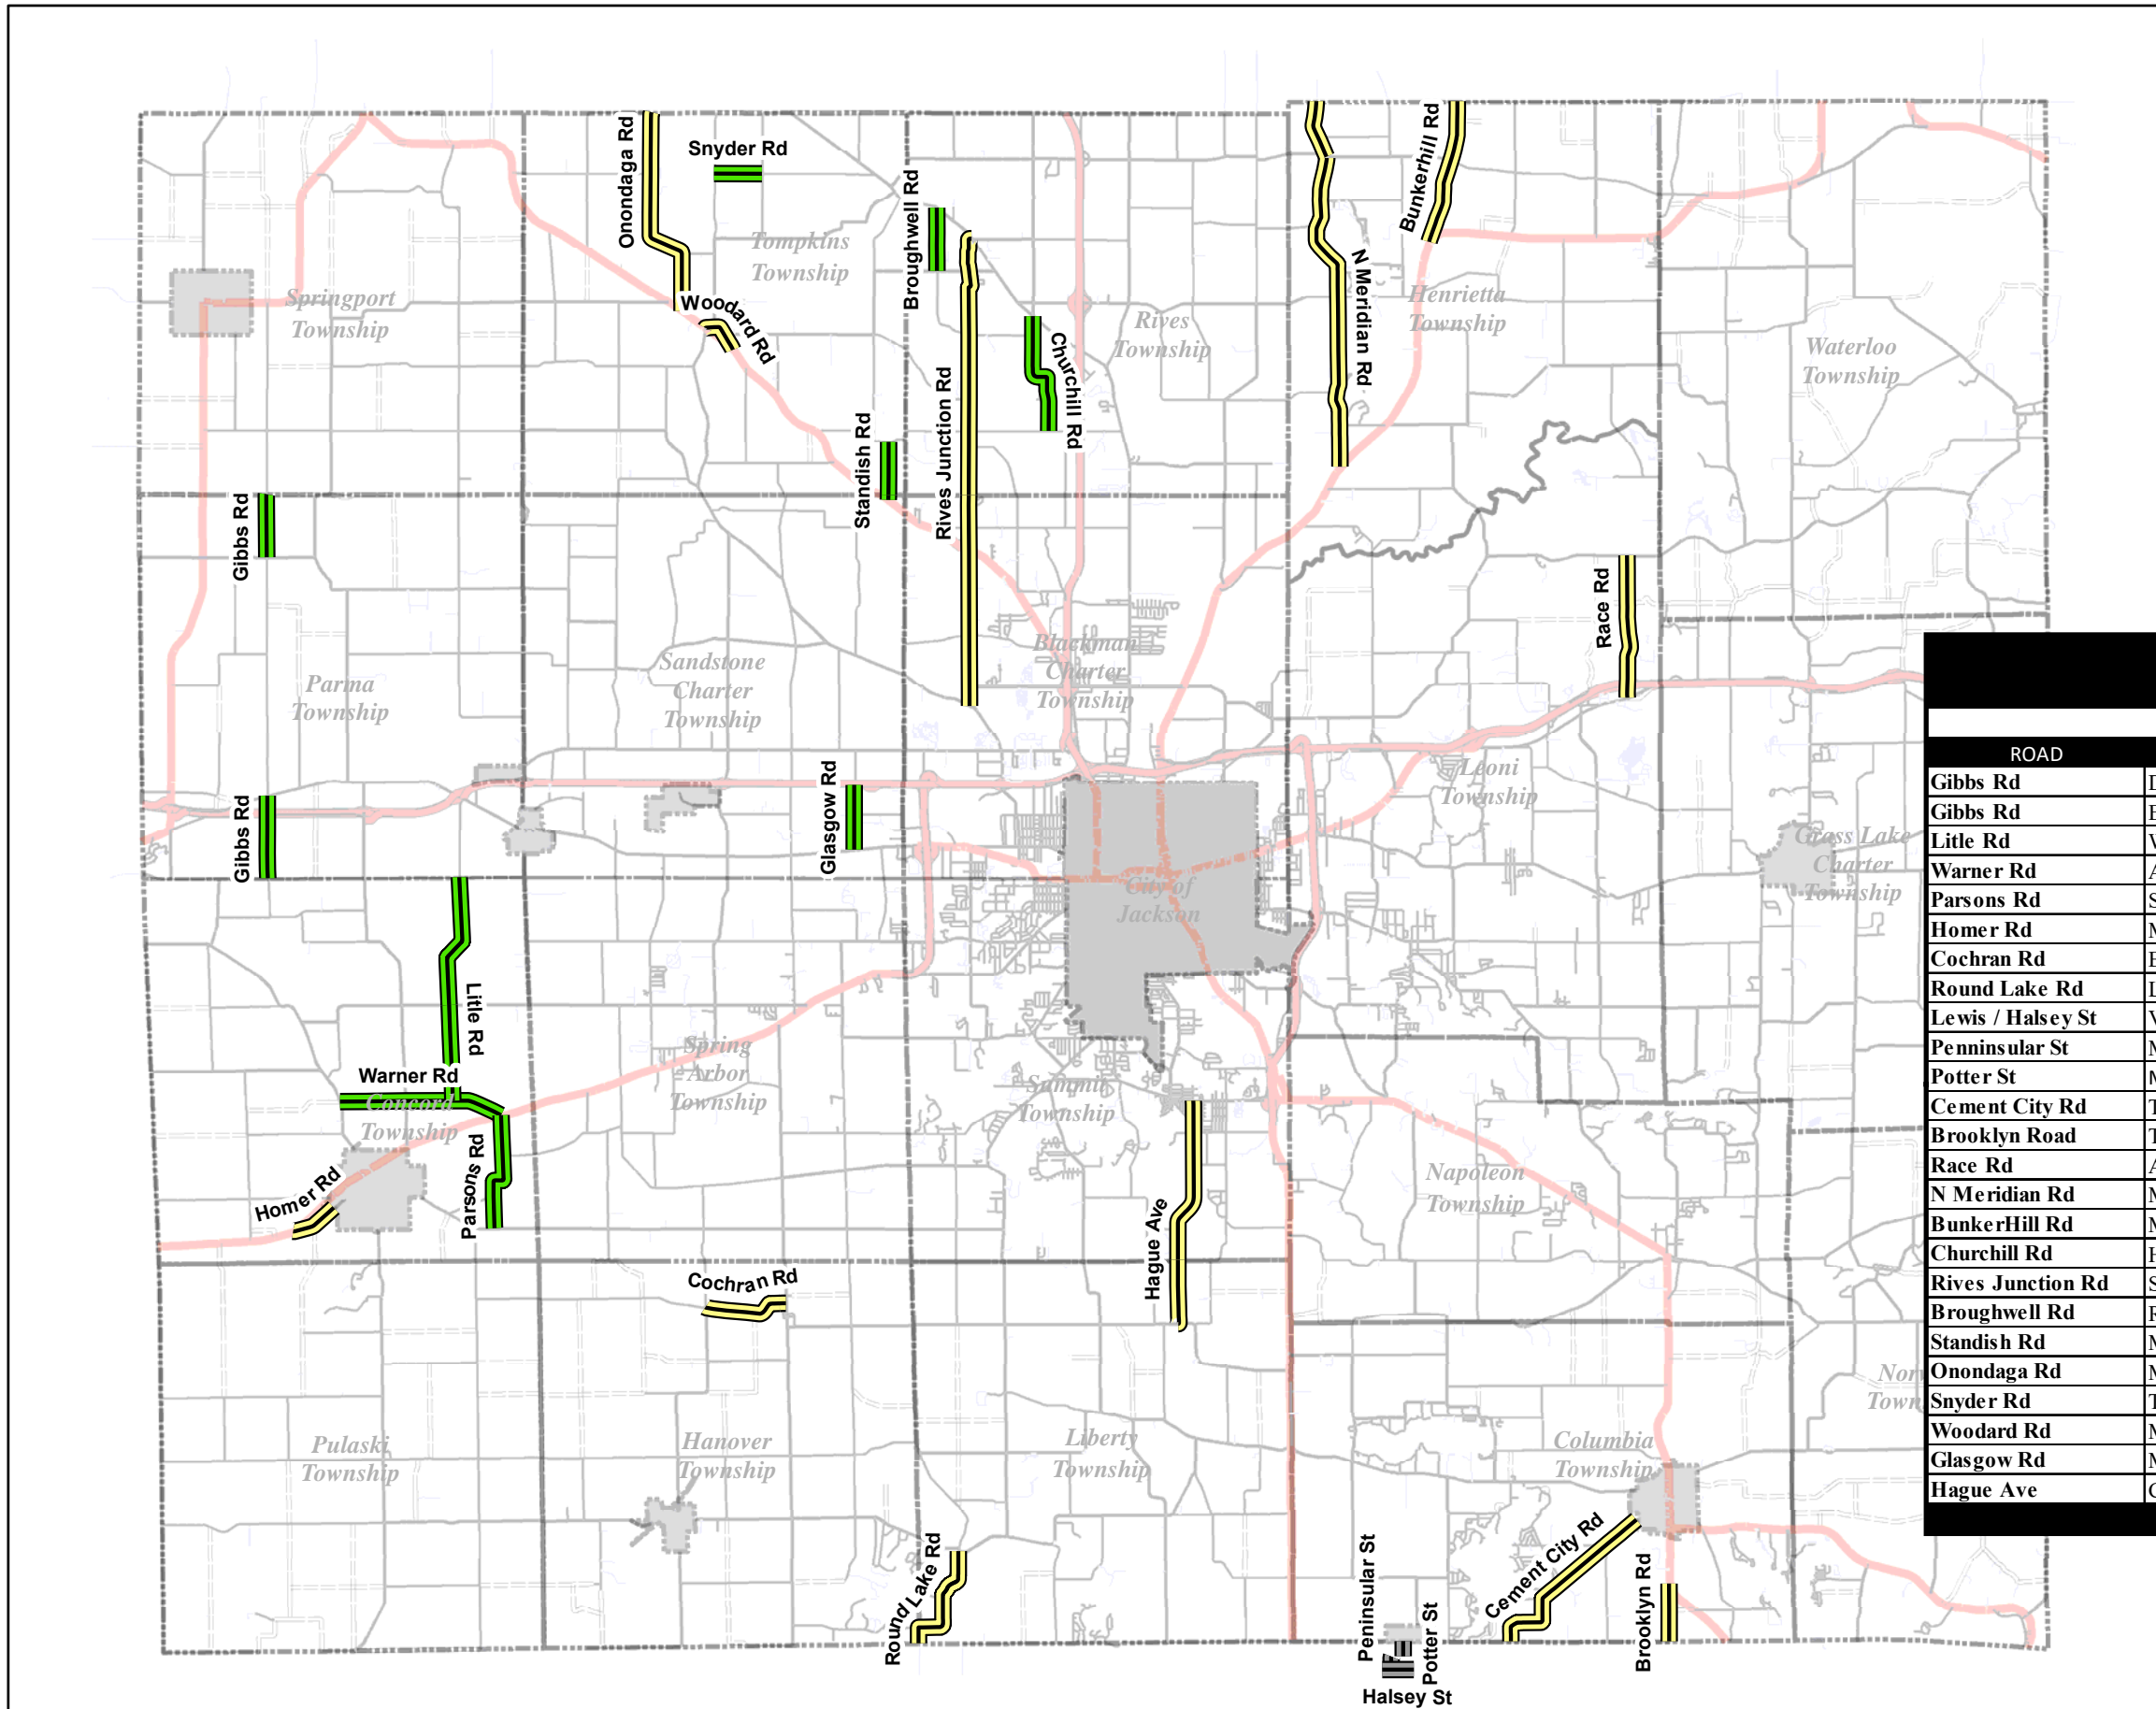 Onondaga Rd
Snyder Rd
Broughwell Rd
Bunkerhill Rd
N Meridian Rd
Tompkins
Township
Springport
Township
Woodard Rd
Henrietta
Township
Rives
Township
Waterloo
Township
Churchill Rd
Rives Junction Rd
Standish Rd
Gibbs Rd
Race Rd
Blackman
Charter
Township
Sandstone
Charter
Township
Parma
Township
Leoni
Township
Glasgow Rd
Gibbs Rd
Grass Lake
Charter
Township
City of
Jackson
Litle Rd
Warner Rd
Concord
Township
Spring
Arbor
Township
Summit
Township
Parsons Rd
Homer Rd
Napoleon
Township
Hague Ave
Cochran Rd
Pulaski
Township
Hanover
Township
Liberty
Township
Columbia
Township
Round Lake Rd
Peninsular St
Potter St
Halsey St
Cement City Rd
Brooklyn Rd
ROAD
Gibbs Rd
Gibbs Rd
Litle Rd
Warner Rd
Parsons Rd
Homer Rd
Cochran Rd
Round Lake Rd
Lewis / Halsey St
Penninsular St
Potter St
Cement City Rd
Brooklyn Road
Race Rd
N Meridian Rd
BunkerHill Rd
Churchill Rd
Rives Junction Rd
Broughwell Rd
Standish Rd
Onondaga Rd
Snyder Rd
Woodard Rd
Glasgow Rd
Hague Ave